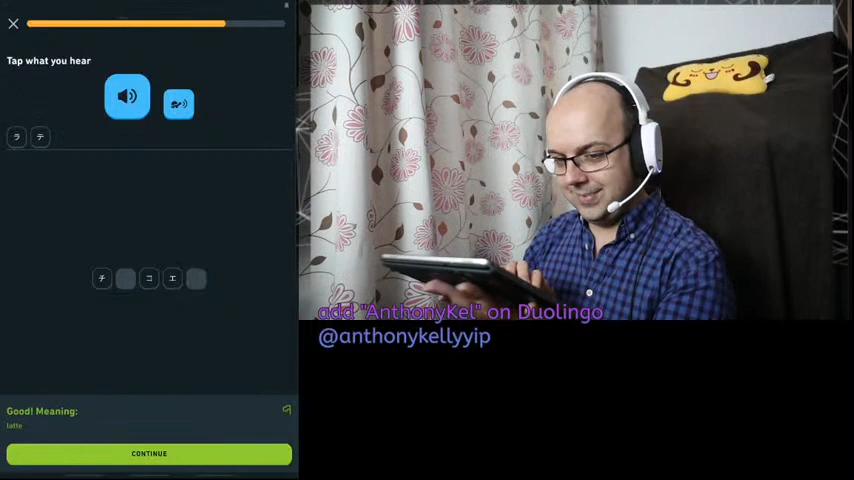 Tap what you hear
ラ テ
チ コ エ
Good! Meaning:
latte
CONTINUE
add "AnthonyKel" on Duolingo
@anthonykellyyip